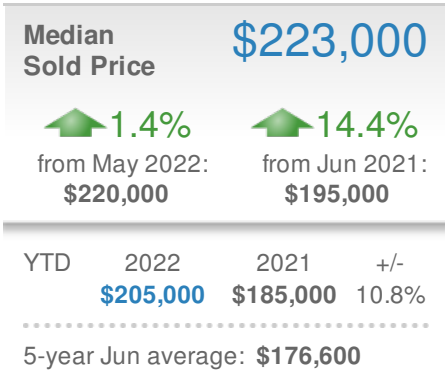 Median $223,000
Sold Price
1.4% 14.4%
from May 2022: from Jun 2021:
$220,000 $195,000
YTD 2022 2021 +/-
$205,000 $185,000 10.8%
5-year Jun average: $176,600